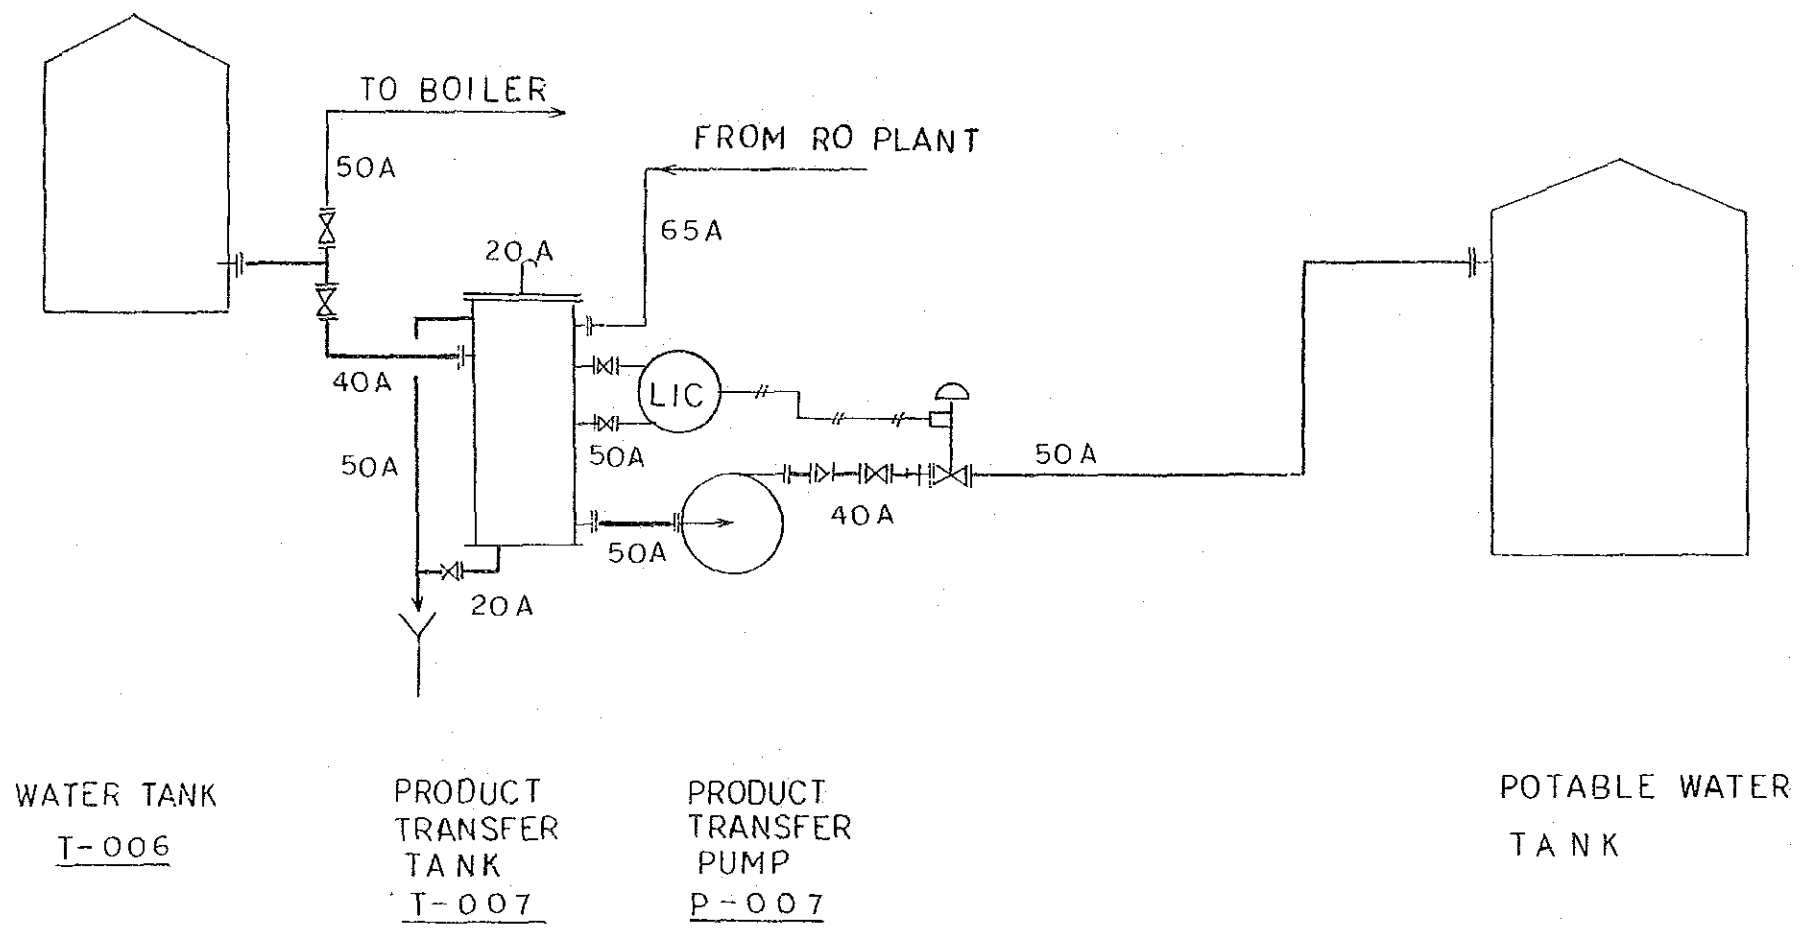 TO BOILER
FROM RO PLANT
50A
65A
20A
40A
LIC
50A
50A
50A
40A
50A
20A
WATER TANK
T-006
PRODUCT
TRANSFER
TANK
T-007
PRODUCT
TRANSFER
PUMP
P-007
POTABLE WATER
TANK